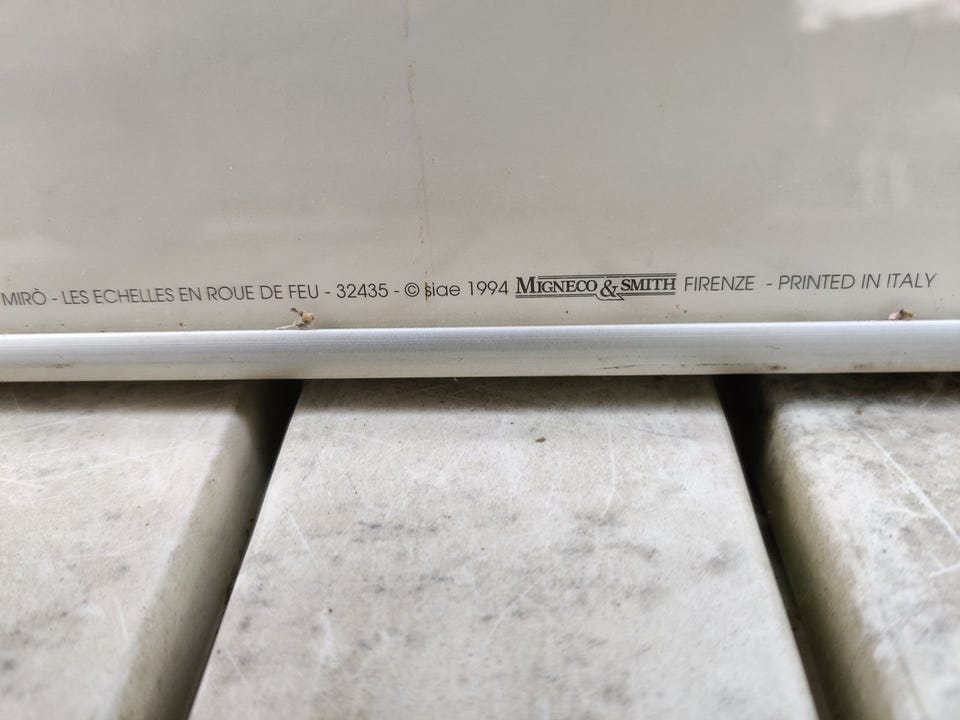 MIRÒ - LES ECHELLES EN ROUE DE FEU - 32435 - © siae 1994 MIGNECO & SMITH FIRENZE - PRINTED IN ITALY